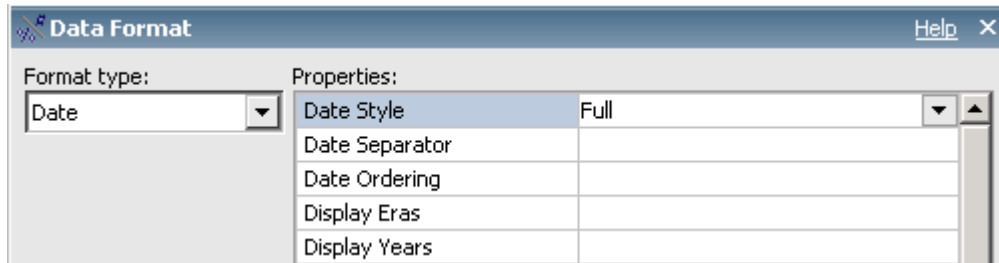 Data Format Help
Format type: Properties:
Date Date Style Full
Date Separator
Date Ordering
Display Eras
Display Years